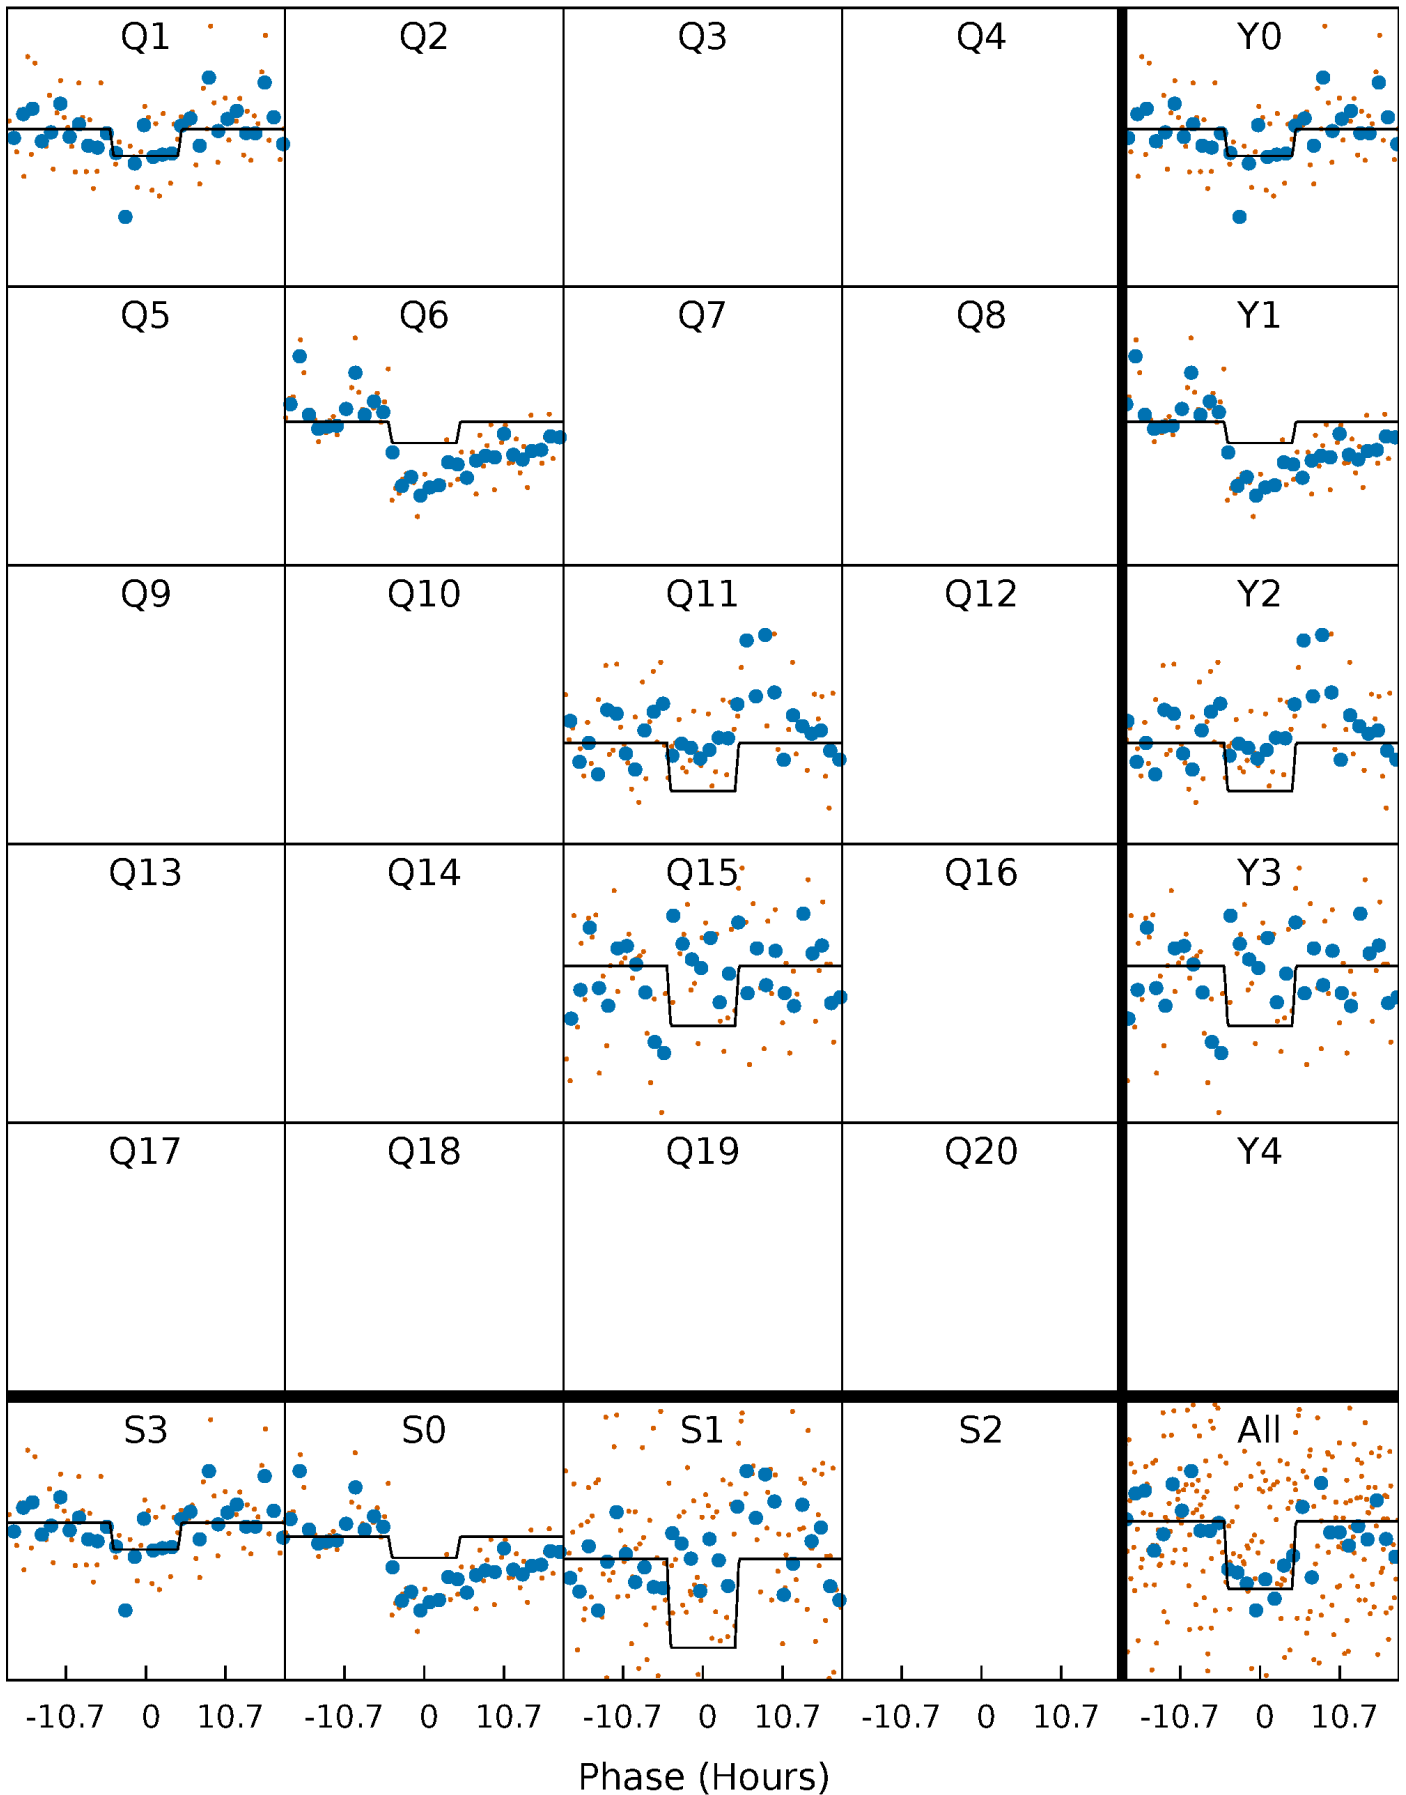 Q1 Q2 Q3 Q4 Y0
Q5 Q6 Q7 Q8 Y1
Q9 Q10 Q11 Q12 Y2
Q13 Q14 Q15 Q16 Y3
Q17 Q18 Q19 Q20 Y4
S3 S0 S1 S2 All
-10.7 0 10.7 -10.7 0 10.7 -10.7 0 10.7 -10.7 0 10.7 -10.7 0 10.7
Phase (Hours)